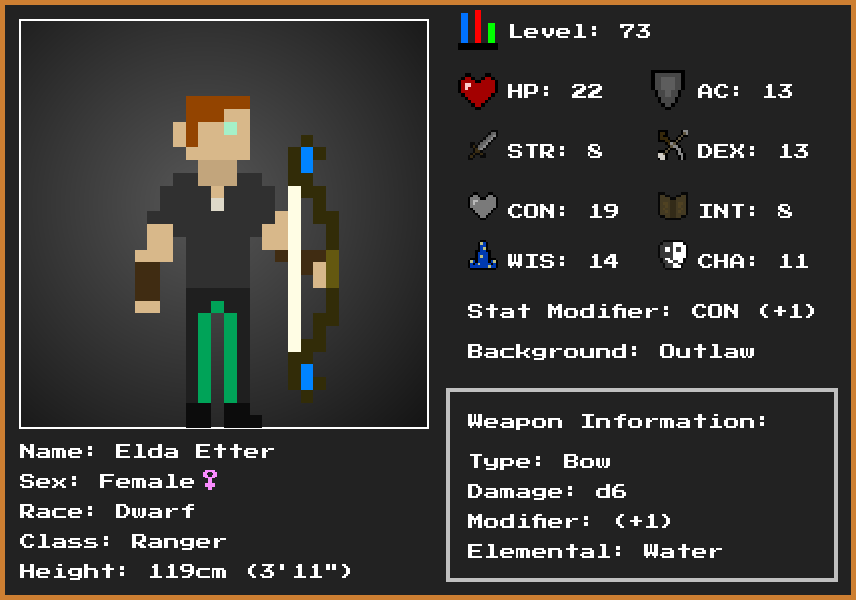 Level: 73
HP: 22
AC: 13
STR: 8
DEX: 13
CON: 19
INT: 8
WIS: 14
CHA: 11
Stat Modifier: CON (+1)
Background: Outlaw
Name: Elda Etter
Sex: Female♀
Race: Dwarf
Class: Ranger
Height: 119cm (3'11")
Weapon Information:
Type: Bow
Damage: d6
Modifier: (+1)
Elemental: Water